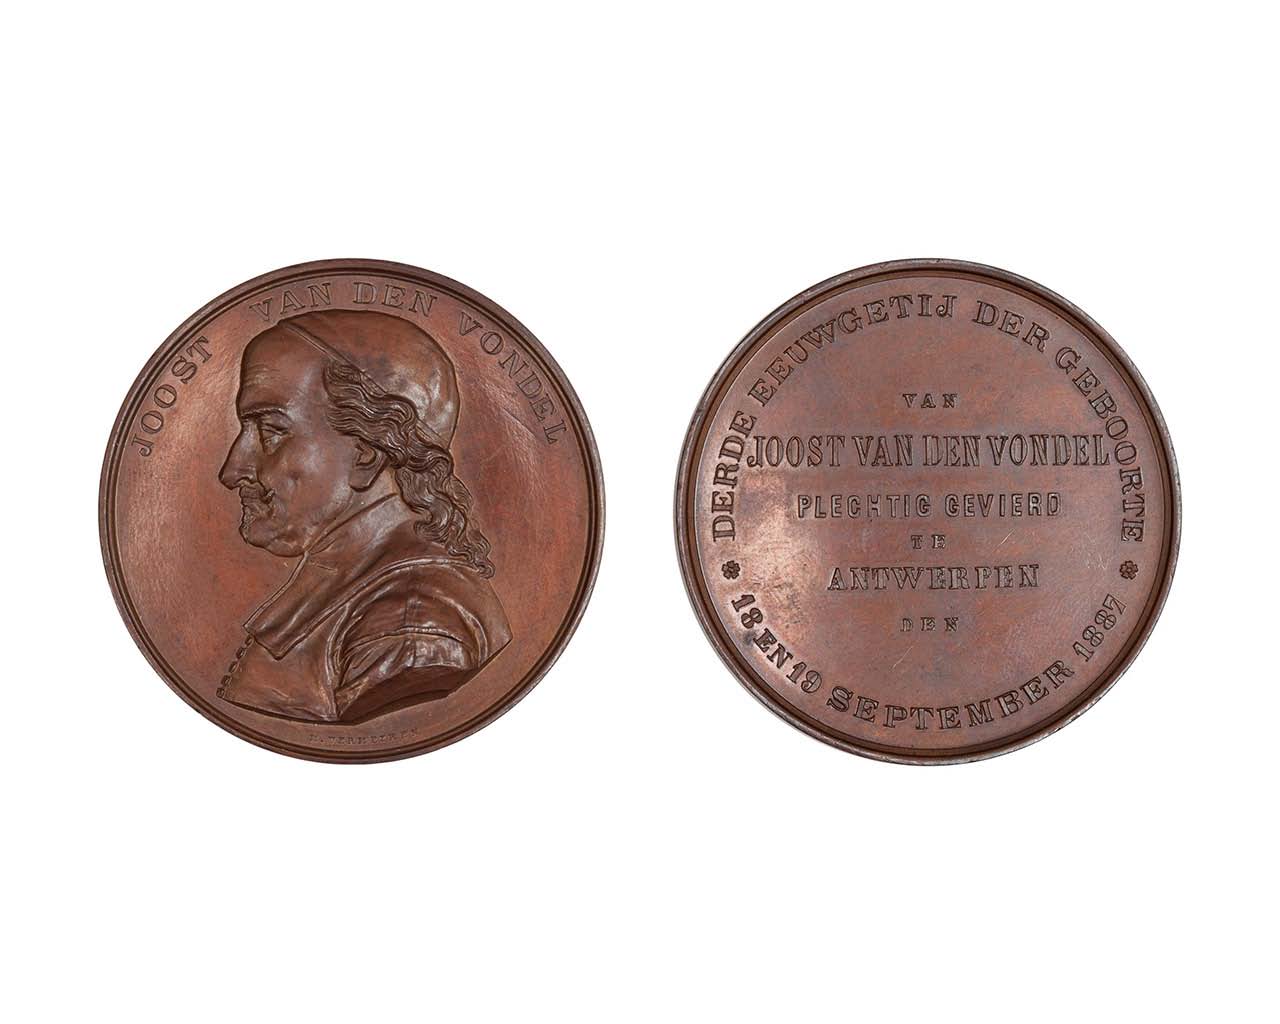 JOOST VAN DEN VONDEL
DERDE EEUWGETIJ DER GEBOORTE
VAN
JOOST VAN DEN VONDEL
PLECHTIG GEVIERD
TE
ANTWERPEN
DEN
18 EN 19 SEPTEMBER 1887